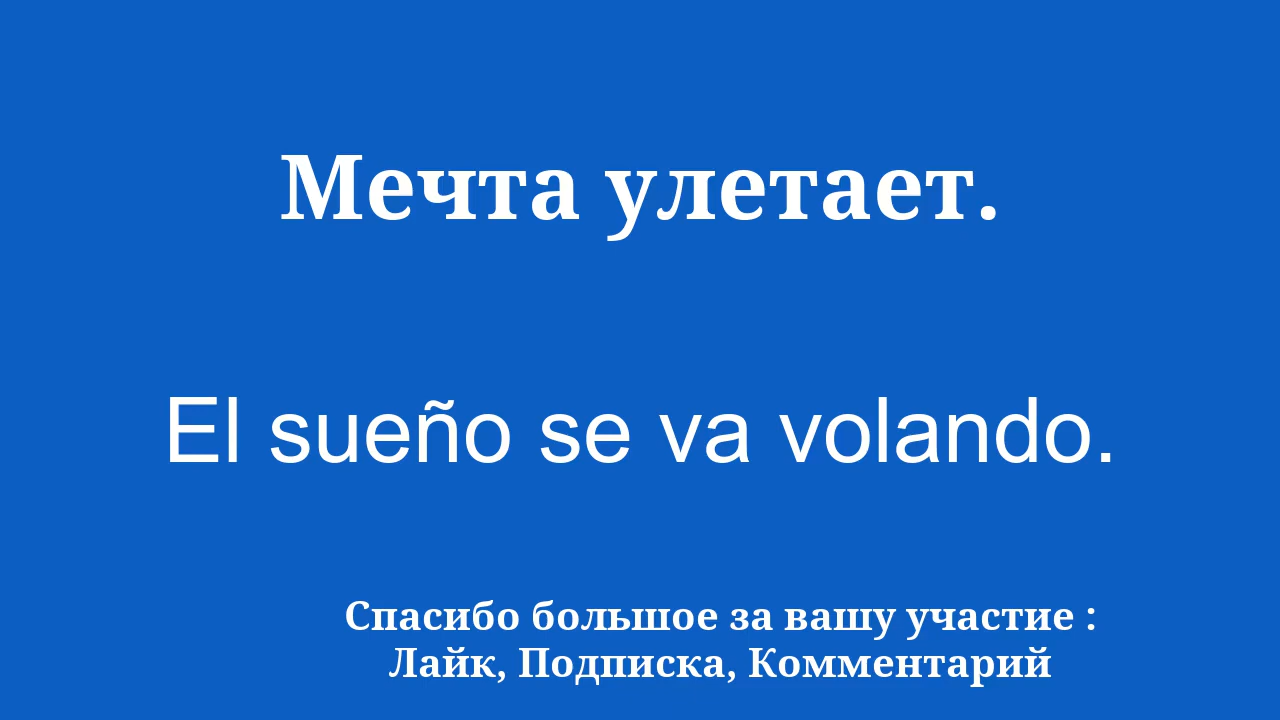 Мечта улетает.
El sueño se va volando.
Спасибо большое за вашу участие :
Лайк, Подписка, Комментарий